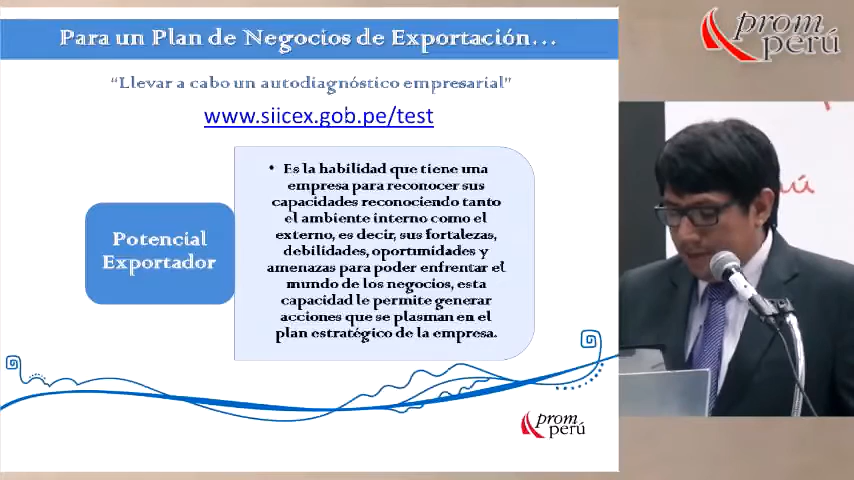 Para un Plan de Negocios de Exportación...
prom
perú
"Llevar a cabo un autodiagnóstico empresarial"
www.siicex.gob.pe/test
• Es la habilidad que tiene una
empresa para reconocer sus
capacidades reconociendo tanto
el ambiente interno como el
externo, es decir, sus fortalezas,
debilidades, oportunidades y
amenazas para poder enfrentar el
mundo de los negocios, esta
capacidad le permite generar
acciones que se plasman en el
plan estratégico de la empresa.
Potencial
Exportador
prom
perú